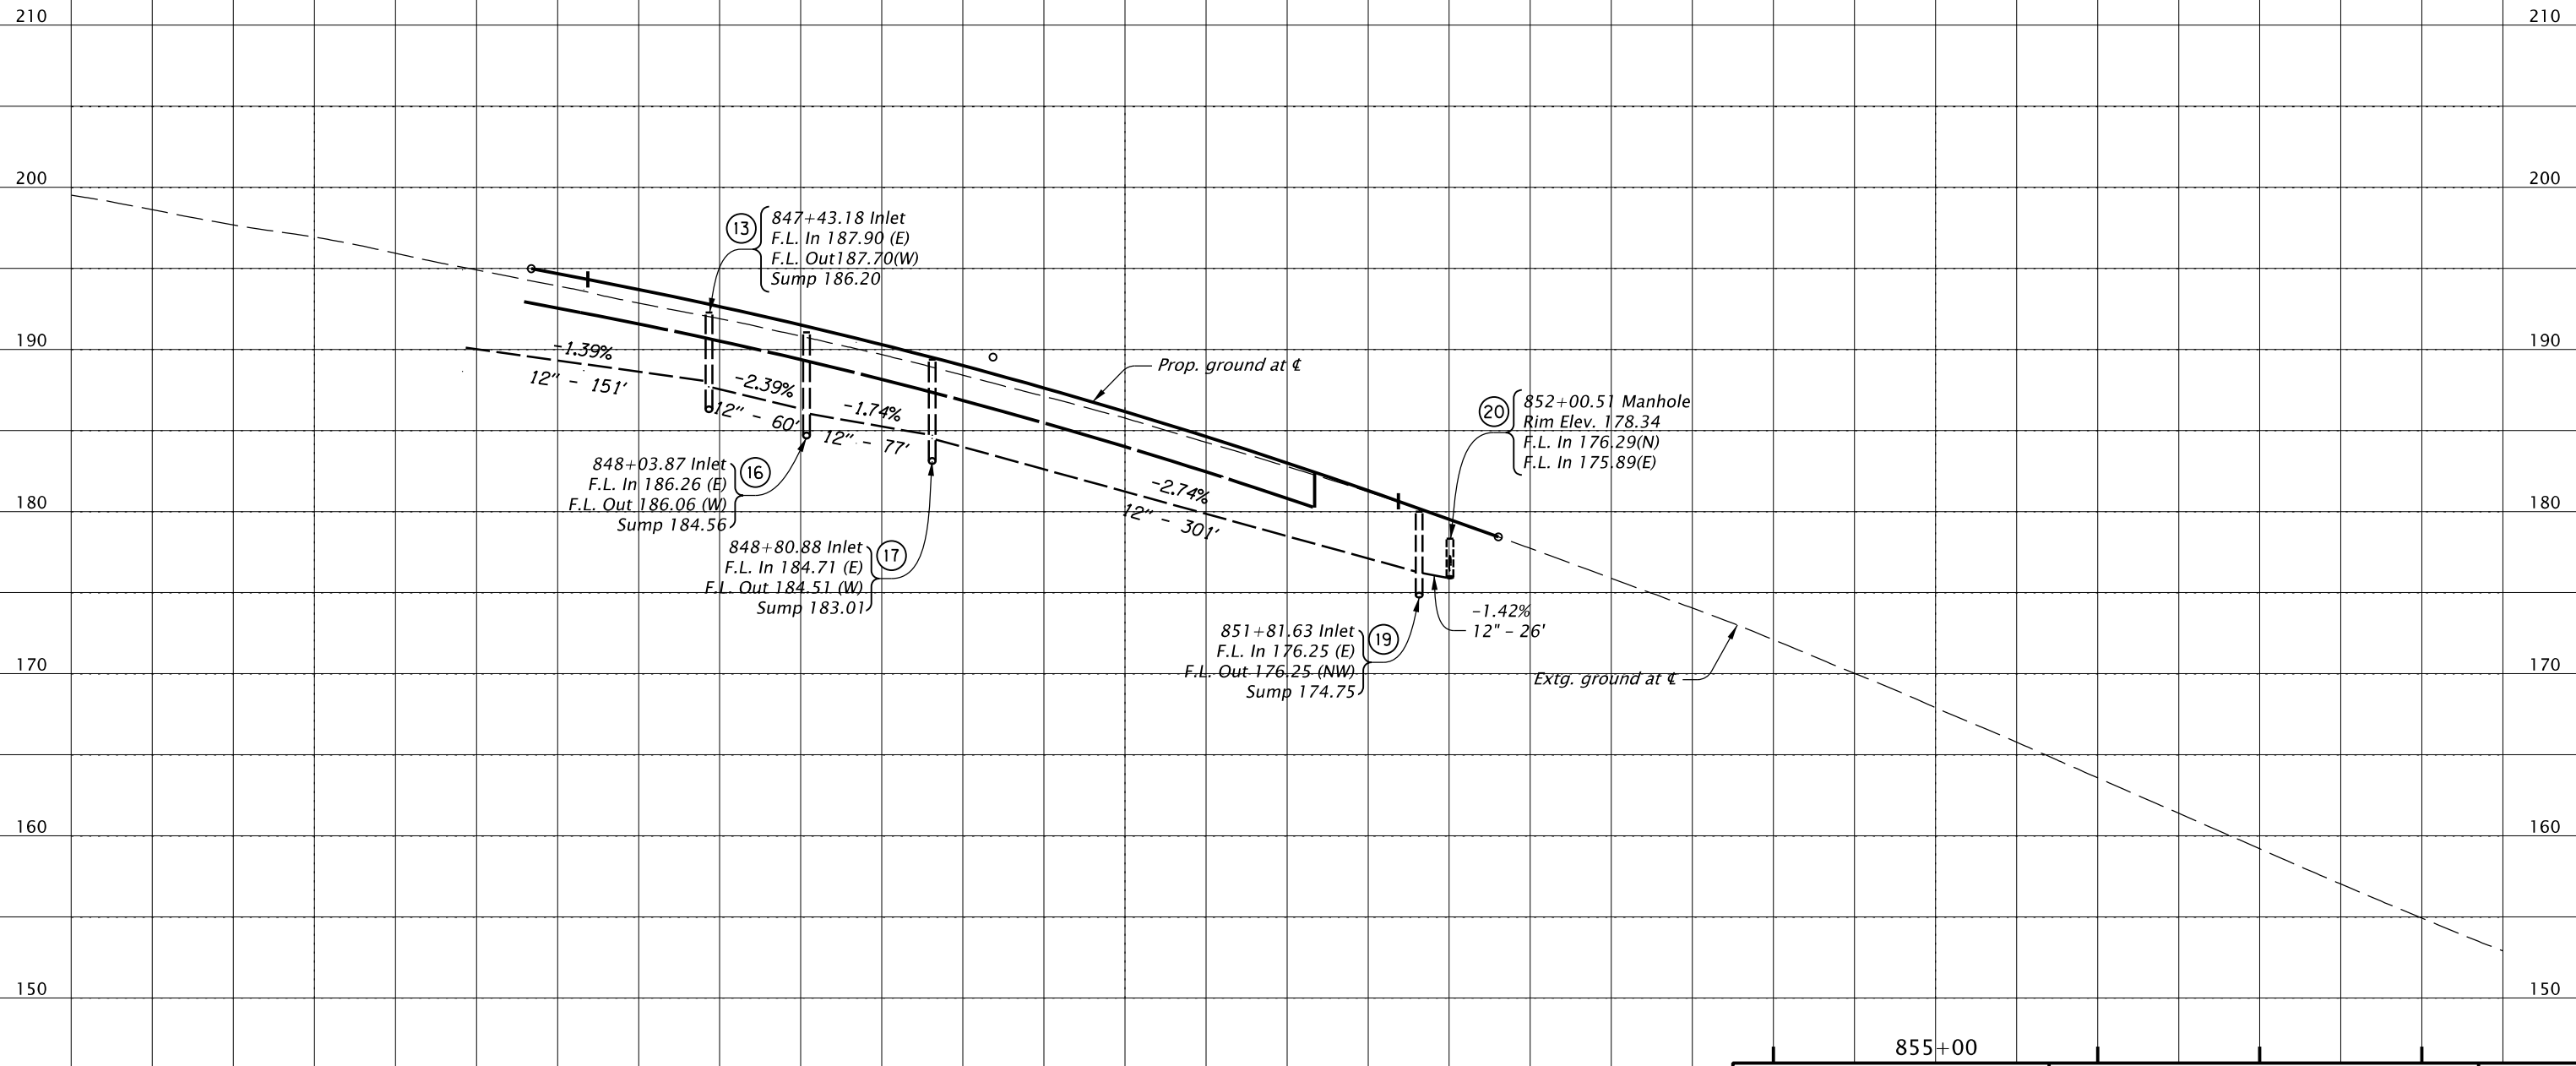 210
210
200
200
13
847+43.18 Inlet
F.L. In 187.90 (E)
F.L. Out187.70(W)
Sump 186.20
190
190
-1.39%
12" - 151'
-2.39%
12" - 60'
-1.74%
12" - 77'
Prop. ground at ℄
20
852+00.51 Manhole
Rim Elev. 178.34
F.L. In 176.29(N)
F.L. In 175.89(E)
848+03.87 Inlet
F.L. In 186.26 (E)
F.L. Out 186.06 (W)
Sump 184.56
16
180
180
-2.74%
12" - 301'
848+80.88 Inlet
F.L. In 184.71 (E)
F.L. Out 184.51 (W)
Sump 183.01
17
851+81.63 Inlet
F.L. In 176.25 (E)
F.L. Out 176.25 (NW)
Sump 174.75
19
-1.42%
12" - 26'
170
170
Extg. ground at ℄
160
160
150
150
855+00